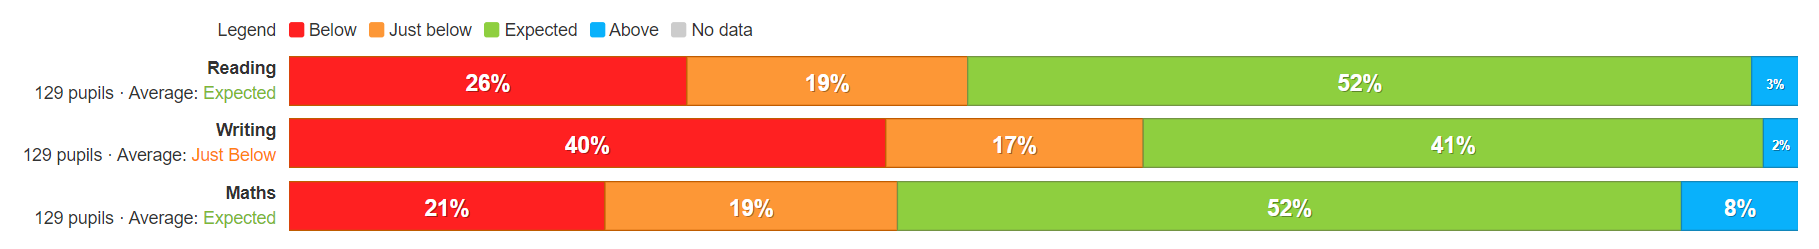 Legend Below Just below Expected Above No data
Reading
129 pupils · Average: Expected
26% 19% 52% 3%
Writing
129 pupils · Average: Just Below
40% 17% 41% 2%
Maths
129 pupils · Average: Expected
21% 19% 52% 8%